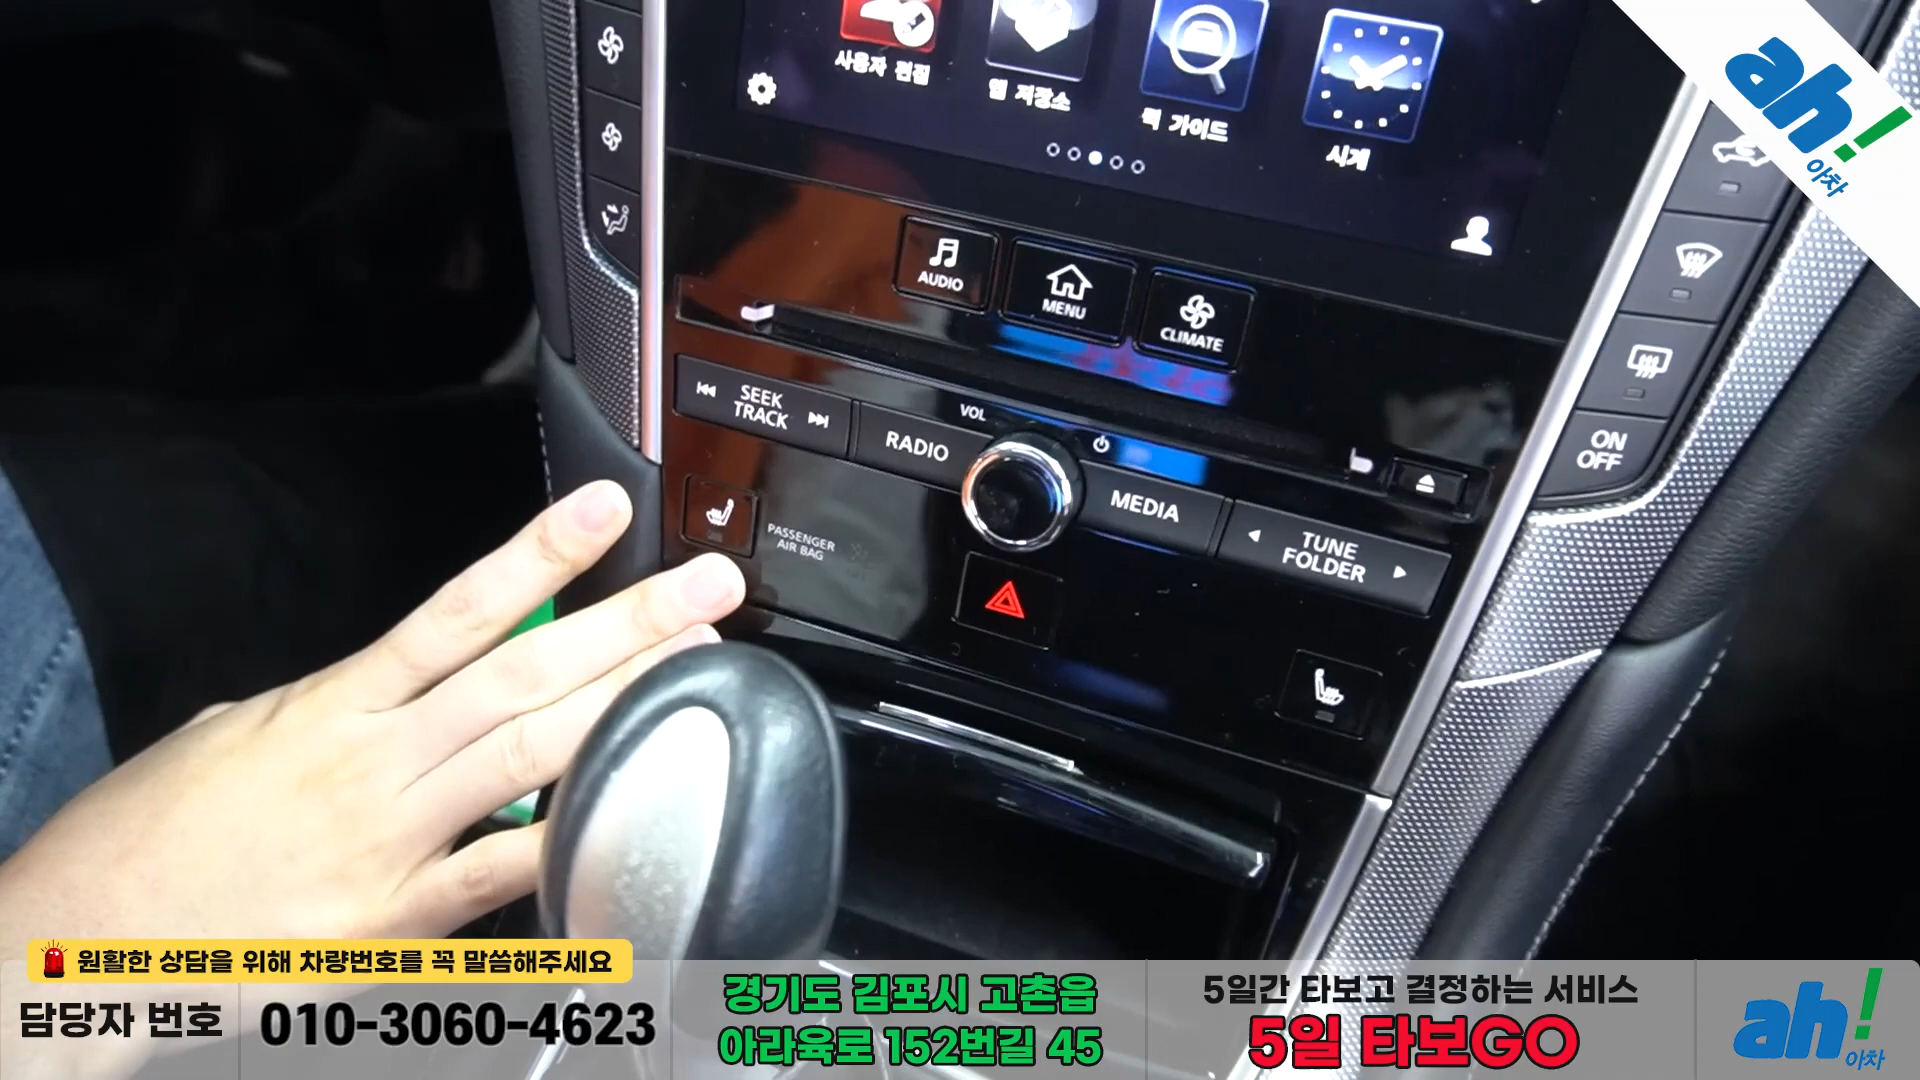 사용자 편집
앱 저장소
퀵 가이드
시계
ah!
아차
AUDIO
MENU
CLIMATE
SEEK
TRACK
RADIO
VOL
MEDIA
TUNE
FOLDER
ON
OFF
PASSENGER
AIR BAG
원활한 상담을 위해 차량번호를 꼭 말씀해주세요
담당자 번호
010-3060-4623
경기도 김포시 고촌읍
아라육로 152번길 45
5일간 타보고 결정하는 서비스
5일 타보GO
ah!
아차